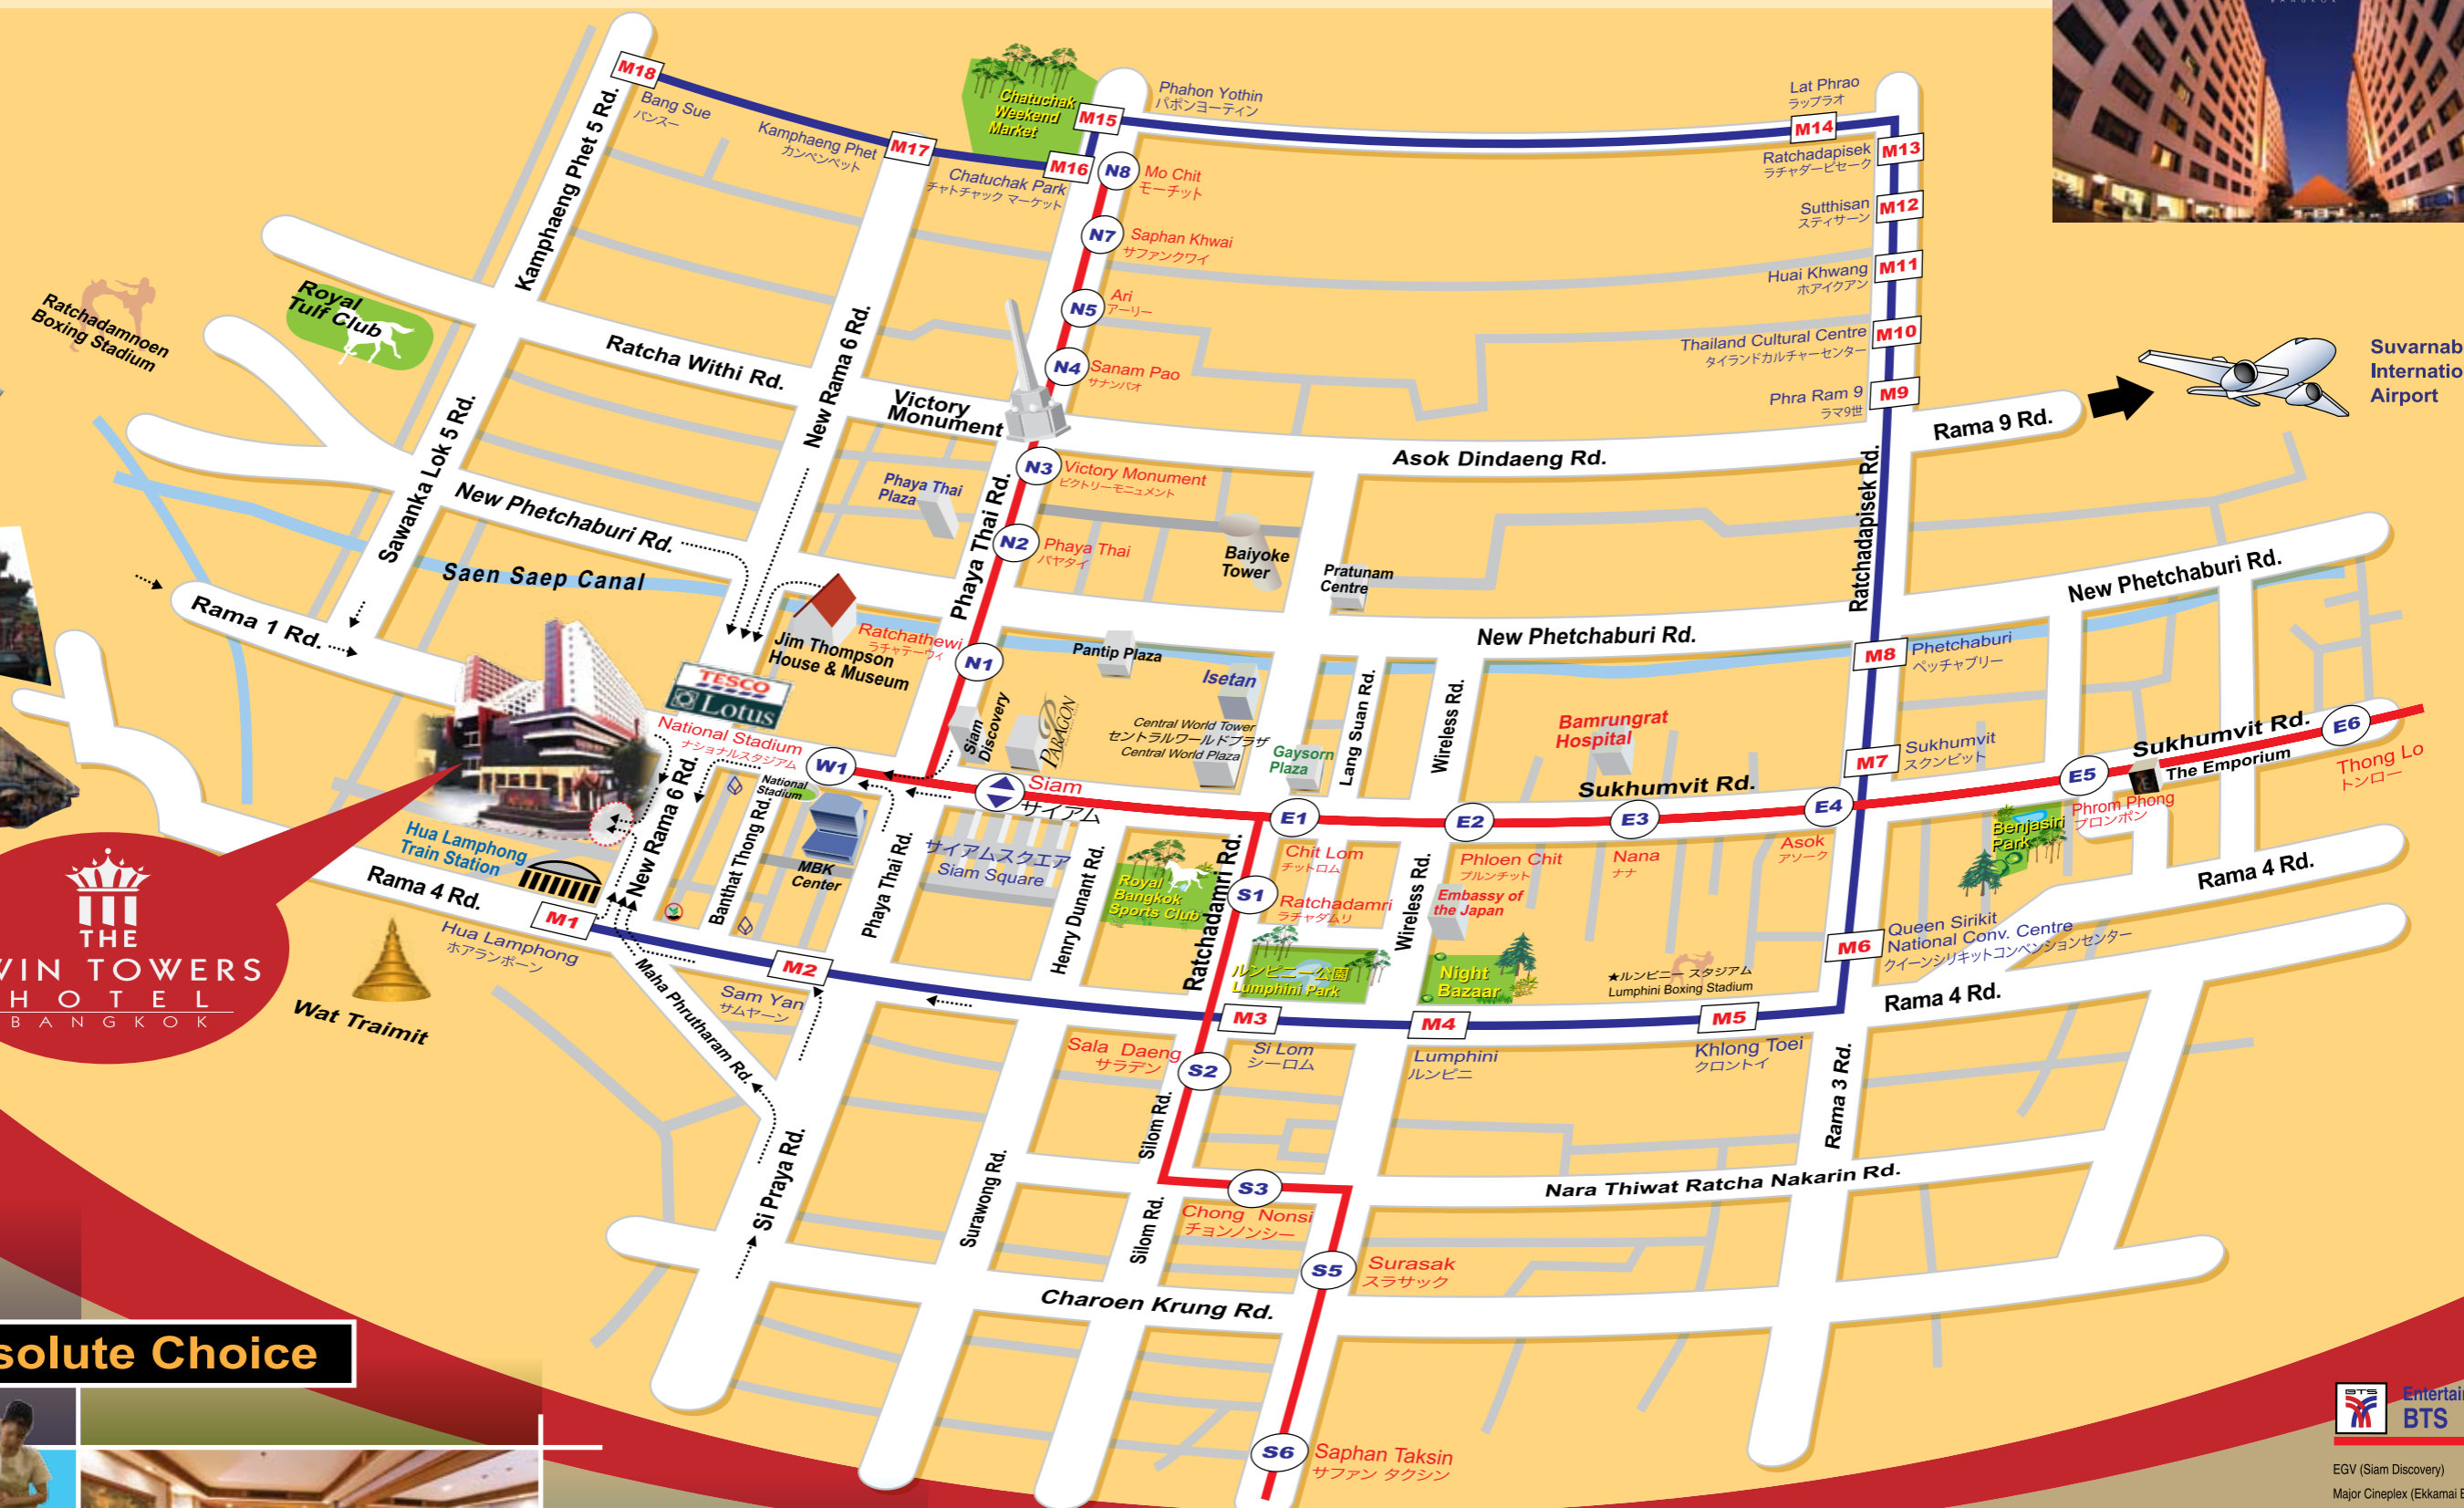 BANGKOK
M18
Bang Sue
バンスー
Kamphaeng Phet
カンペンペット
M17
Chatuchak Park
チャトチャック マーケット
M16
Chatuchak
Weekend
Market
M15
Phahon Yothin
パポンヨーティン
Lat Phrao
ラップラオ
M14
Ratchadapisek
ラチャダーピセーク
M13
Sutthisan
スティサーン
M12
Huai Khwang
ホアイクアン
M11
Thailand Cultural Centre
タイランドカルチャーセンター
M10
Phra Ram 9
ラマ9世
M9
N8
Mo Chit
モーチット
N7
Saphan Khwai
サファンクワイ
N5
Ari
アーリー
N4
Sanam Pao
サナンパオ
Kamphaeng Phet 5 Rd.
Ratchadamnoen
Boxing Stadium
Royal
Tulf Club
Ratcha Withi Rd.
New Rama 6 Rd.
Victory
Monument
Asok Dindaeng Rd.
Rama 9 Rd.
Suvarnab
Internatio
Airport
Sawanka Lok 5 Rd.
New Phetchaburi Rd.
Phaya Thai
Plaza
Phaya Thai Rd.
N3
Victory Monument
ビクトリーモニュメント
N2
Phaya Thai
パヤタイ
Baiyoke
Tower
Pratunam
Centre
Ratchadapisek Rd.
New Phetchaburi Rd.
Saen Saep Canal
Rama 1 Rd.
Jim Thompson
House & Museum
Ratchathewi
ラチャテーウィ
N1
Pantip Plaza
New Phetchaburi Rd.
M8
Phetchaburi
ペッチャブリー
TESCO
Lotus
National Stadium
ナショナルスタジアム
W1
Siam
Discovery
PARAGON
Isetan
Central World Tower
セントラルワールドプラザ
Central World Plaza
Gaysorn
Plaza
Lang Suan Rd.
Wireless Rd.
Bamrungrat
Hospital
Sukhumvit Rd.
M7
Sukhumvit
スクンビット
Sukhumvit Rd.
E6
Thong Lo
トンロー
E5
The Emporium
Phrom Phong
プロンポン
Benjasiri
Park
Siam
サイアム
E1
Chit Lom
チットロム
E2
Phloen Chit
プルンチット
E3
Nana
ナナ
E4
Asok
アソーク
National
Stadium
MBK
Center
New Rama 6 Rd.
Banthat Thong Rd.
Phaya Thai Rd.
サイアムスクエア
Siam Square
Henry Dunant Rd.
Royal
Bangkok
Sports Club
Ratchadamri Rd.
S1
Ratchadamri
ラチャダムリ
Wireless Rd.
Embassy of
the Japan
Hua Lamphong
Train Station
Rama 4 Rd.
M1
Hua Lamphong
ホアランポーン
M2
Sam Yan
サムヤーン
ルンピニー公園
Lumphini Park
Night
Bazaar
★ルンピニー スタジアム
Lumphini Boxing Stadium
M6
Queen Sirikit
National Conv. Centre
クイーンシリキットコンベンションセンター
Rama 4 Rd.
Rama 4 Rd.
THE
WIN TOWERS
HOTEL
BANGKOK
Wat Traimit
Maha Phrutharam Rd.
M3
Si Lom
シーロム
M4
Lumphini
ルンピニ
M5
Khlong Toei
クロントイ
Sala Daeng
サラデン
S2
Silom Rd.
Rama 3 Rd.
Si Praya Rd.
Surawong Rd.
Silom Rd.
S3
Chong Nonsi
チョンノンシー
Nara Thiwat Ratcha Nakarin Rd.
S5
Surasak
スラサック
Charoen Krung Rd.
S6
Saphan Taksin
サファン タクシン
solute Choice
BTS
Entertain
BTS
EGV (Siam Discovery)
Major Cineplex (Ekkamai